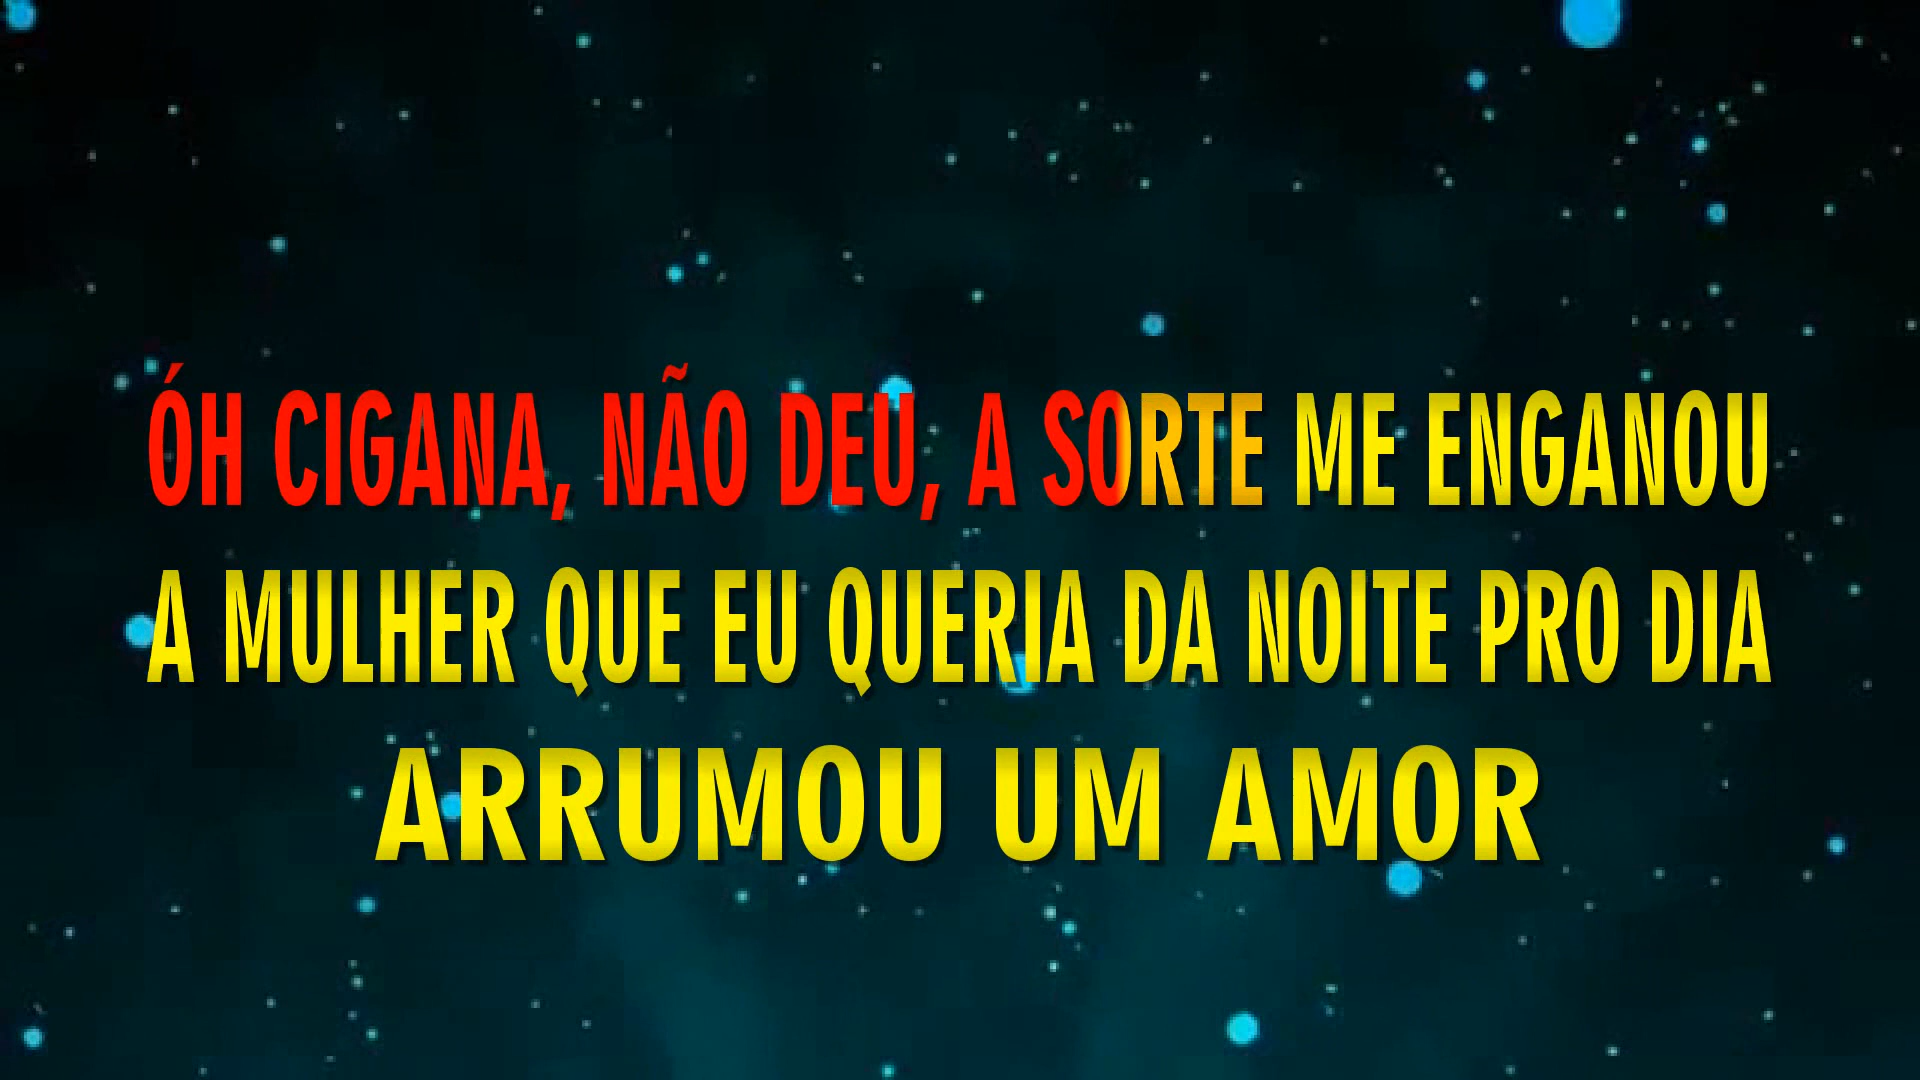 ÓH CIGANA, NÃO DEU, A SORTE ME ENGANOU
A MULHER QUE EU QUERIA DA NOITE PRO DIA
ARRUMOU UM AMOR